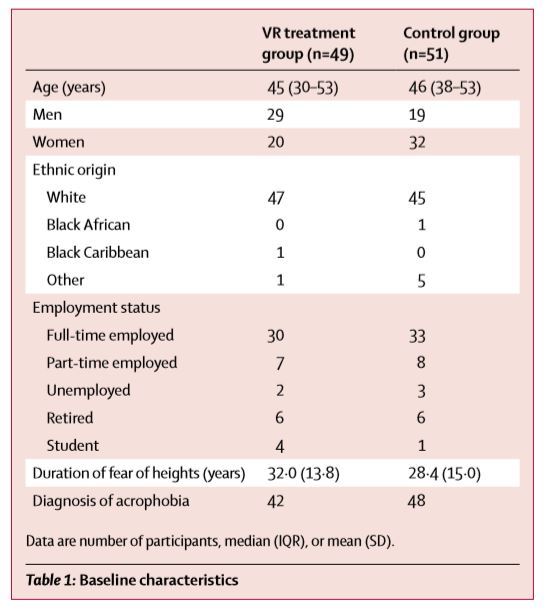 VR treatment group (n=49) Control group (n=51)
Age (years) 45 (30–53) 46 (38–53)
Men 29 19
Women 20 32
Ethnic origin
White 47 45
Black African 0 1
Black Caribbean 1 0
Other 1 5
Employment status
Full-time employed 30 33
Part-time employed 7 8
Unemployed 2 3
Retired 6 6
Student 4 1
Duration of fear of heights (years) 32·0 (13·8) 28·4 (15·0)
Diagnosis of acrophobia 42 48
Data are number of participants, median (IQR), or mean (SD).
Table 1: Baseline characteristics